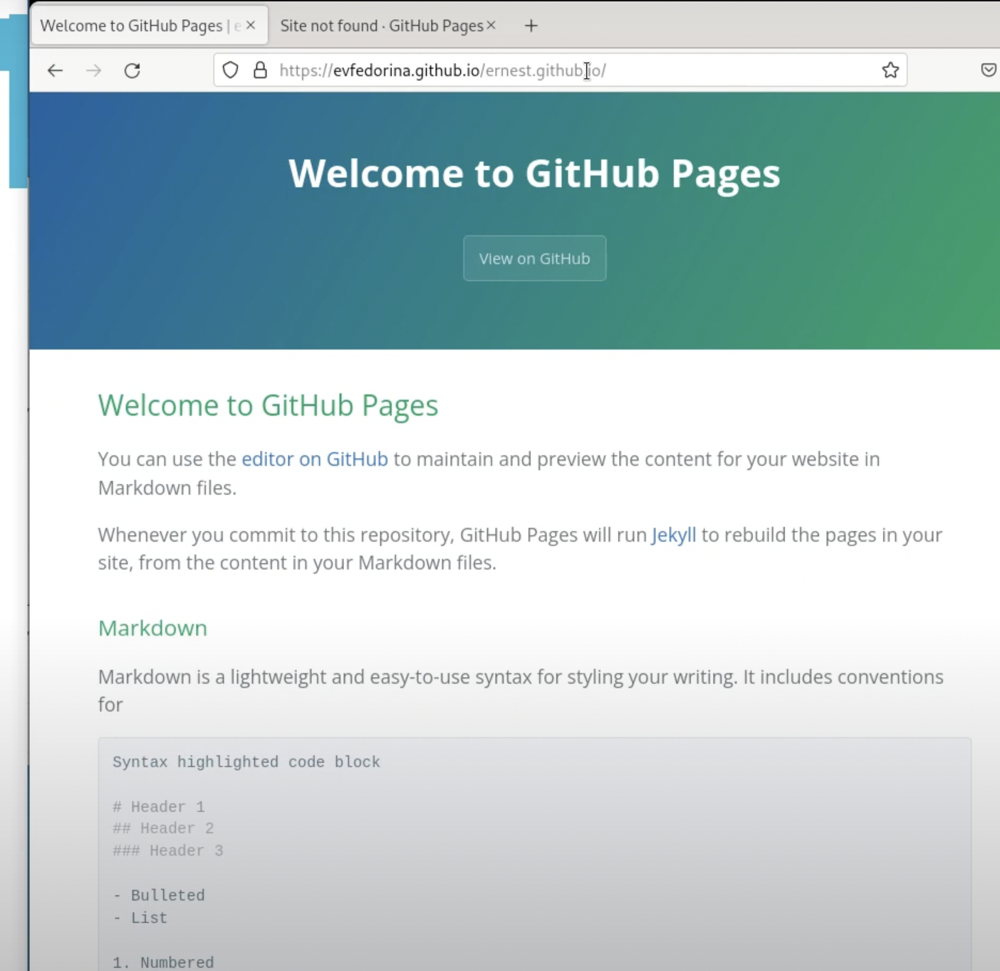 Welcome to GitHub Pages |
Site not found · GitHub Pages
https://evfedorina.github.io/ernest.github.io/
Welcome to GitHub Pages
View on GitHub
Welcome to GitHub Pages
You can use the editor on GitHub to maintain and preview the content for your website in
Markdown files.
Whenever you commit to this repository, GitHub Pages will run Jekyll to rebuild the pages in your
site, from the content in your Markdown files.
Markdown
Markdown is a lightweight and easy-to-use syntax for styling your writing. It includes conventions
for
Syntax highlighted code block
# Header 1
## Header 2
### Header 3
- Bulleted
- List
1. Numbered